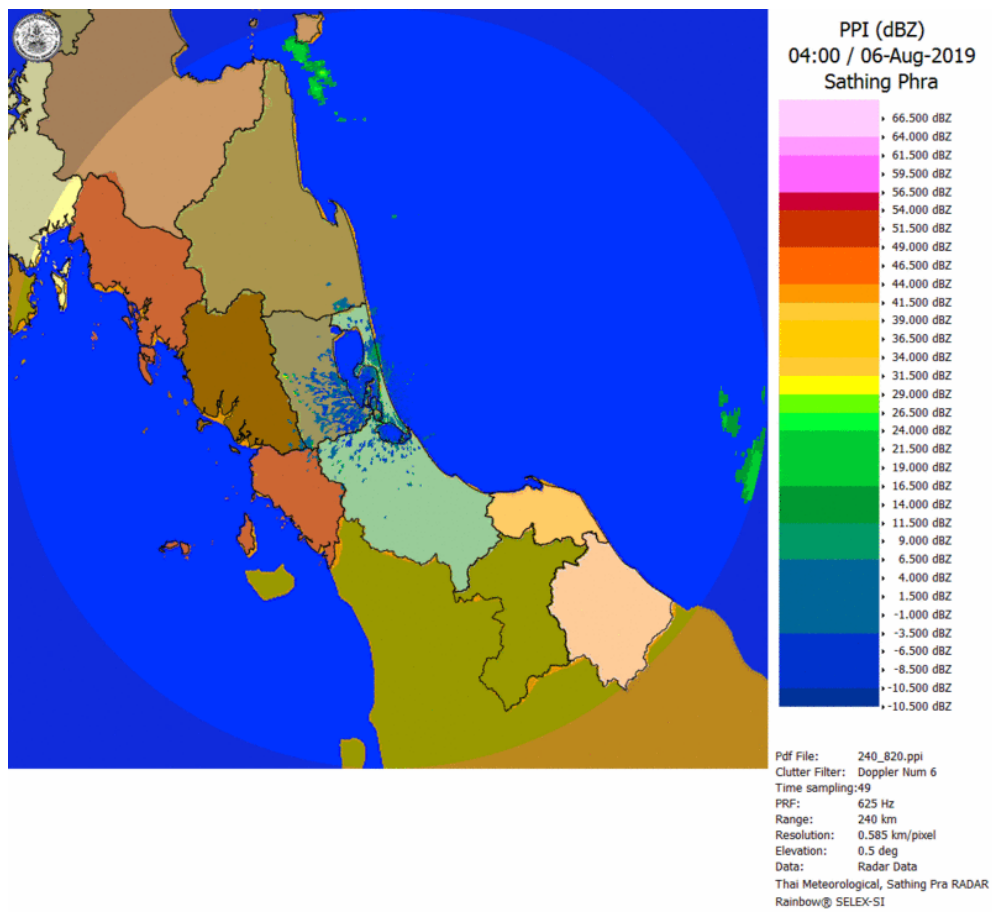 PPI (dBZ)
04:00 / 06-Aug-2019
Sathing Phra
66.500 dBZ
64.000 dBZ
61.500 dBZ
59.500 dBZ
56.500 dBZ
54.000 dBZ
51.500 dBZ
49.000 dBZ
46.500 dBZ
44.000 dBZ
41.500 dBZ
39.000 dBZ
36.500 dBZ
34.000 dBZ
31.500 dBZ
29.000 dBZ
26.500 dBZ
24.000 dBZ
21.500 dBZ
19.000 dBZ
16.500 dBZ
14.000 dBZ
11.500 dBZ
9.000 dBZ
6.500 dBZ
4.000 dBZ
1.500 dBZ
-1.000 dBZ
-3.500 dBZ
-6.500 dBZ
-8.500 dBZ
-10.500 dBZ
-10.500 dBZ
Pdf File: 240_820.ppi
Clutter Filter: Doppler Num 6
Time sampling:49
PRF: 625 Hz
Range: 240 km
Resolution: 0.585 km/pixel
Elevation: 0.5 deg
Data: Radar Data
Thai Meteorological, Sathing Pra RADAR
Rainbow® SELEX-SI